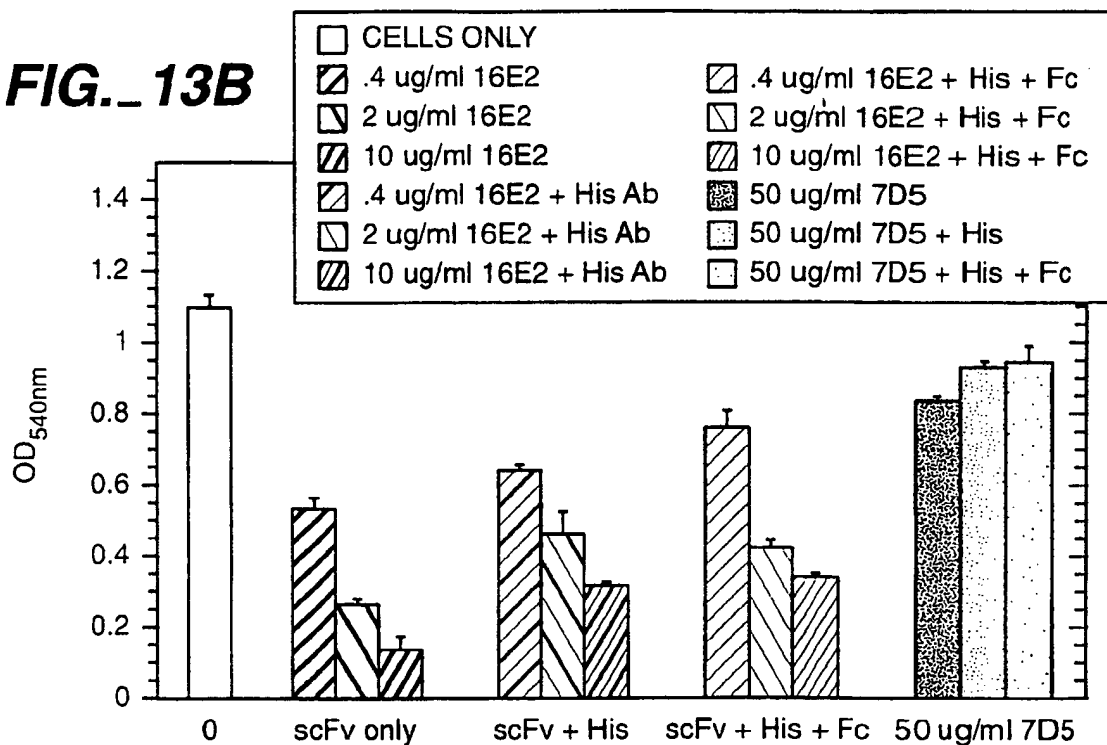 FIG._13B
CELLS ONLY
.4 ug/ml 16E2
2 ug/ml 16E2
10 ug/ml 16E2
.4 ug/ml 16E2 + His Ab
2 ug/ml 16E2 + His Ab
10 ug/ml 16E2 + His Ab
.4 ug/ml 16E2 + His + Fc
2 ug/ml 16E2 + His + Fc
10 ug/ml 16E2 + His + Fc
50 ug/ml 7D5
50 ug/ml 7D5 + His
50 ug/ml 7D5 + His + Fc
OD540nm
1.4
1.2
1
0.8
0.6
0.4
0.2
0
0 scFv only scFv + His scFv + His + Fc 50 ug/ml 7D5